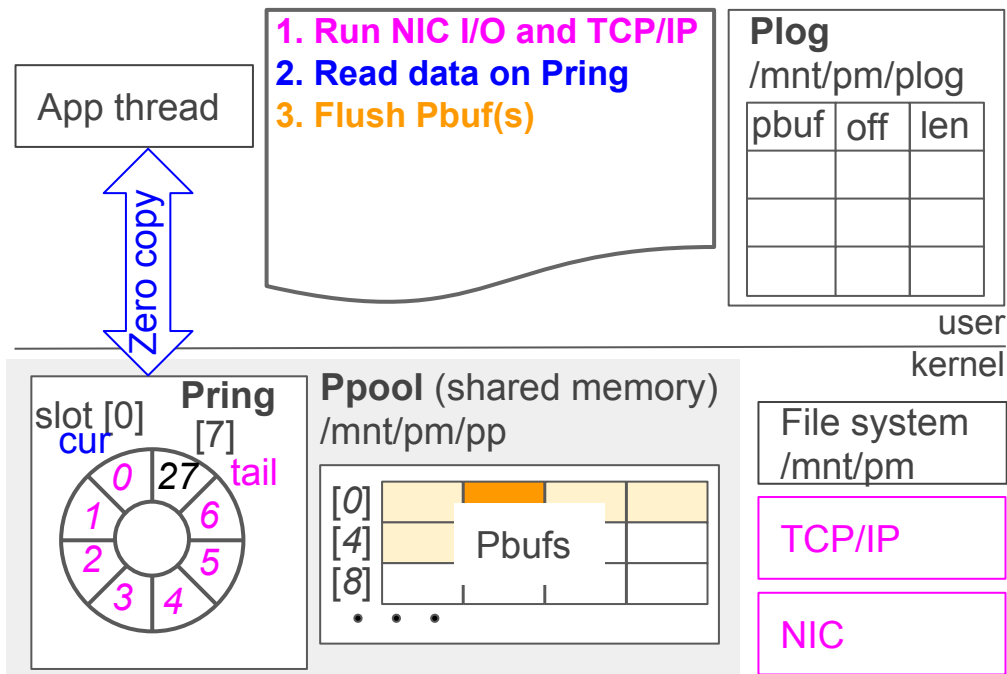 App thread
Zero copy
1. Run NIC I/O and TCP/IP
2. Read data on Pring
3. Flush Pbuf(s)
Plog
/mnt/pm/plog
pbuf off len
user
kernel
Pring
slot [0] [7]
cur tail
0 27
1 6
2 5
3 4
Ppool (shared memory)
/mnt/pm/pp
[0]
[4] Pbufs
[8]
• • •
File system
/mnt/pm
TCP/IP
NIC